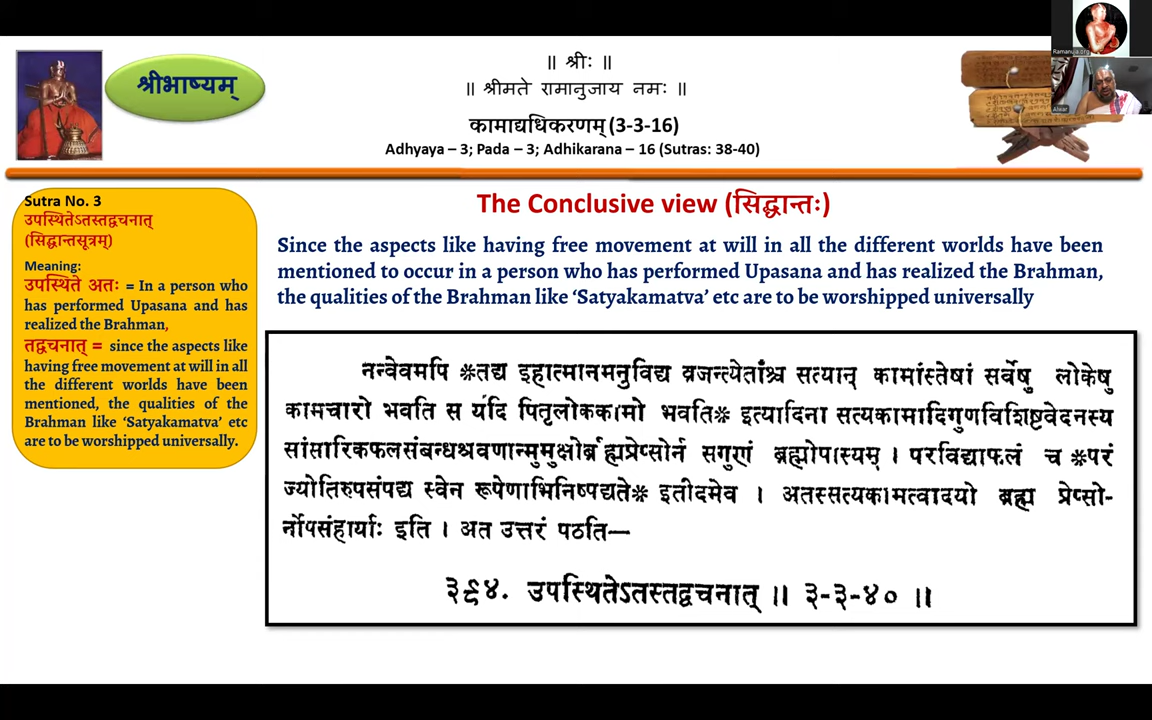 Ramanuja.org
Alwar
श्रीभाष्यम्
॥ श्रीः ॥
॥ श्रीमते रामानुजाय नमः ॥
कामाद्यधिकरणम् (3-3-16)
Adhyaya – 3; Pada – 3; Adhikarana – 16 (Sutras: 38-40)
Sutra No. 3
उपस्थितेऽतस्तद्वचनात्
(सिद्धान्तसूत्रम्)
Meaning:
उपस्थिते अतः = In a person who
has performed Upasana and has
realized the Brahman,
तद्वचनात् = since the aspects like
having free movement at will in all
the different worlds have been
mentioned, the qualities of the
Brahman like ‘Satyakamatva’ etc
are to be worshipped universally.
The Conclusive view (सिद्धान्तः)
Since the aspects like having free movement at will in all the different worlds have been
mentioned to occur in a person who has performed Upasana and has realized the Brahman,
the qualities of the Brahman like ‘Satyakamatva’ etc are to be worshipped universally
नन्वेवमपि *तद्य इहात्मानमनुविद्य व्रजन्त्येतांश्च सत्यान् कामांस्तेषां सर्वेषु लोकेषु
कामचारो भवति स यदि पितृलोककामो भवति* इत्यादिना सत्यकामादिगुणविशिष्टवेदनस्य
सांसारिकफलसंबन्धश्रवणान्मुमुक्षोर्ब्रह्मप्रेप्सोर्न सगुणं ब्रह्मोपास्यम् । परविद्याफलं च *परं
ज्योतिरुपसंपद्य स्वेन रूपेणाभिनिष्पद्यते* इतीदमेव । अतस्सत्यकामत्वादयो ब्रह्म प्रेप्सो-
र्नोपसंहार्याः इति । अत उत्तरं पठति—
३९४. उपस्थितेऽतस्तद्वचनात् ॥ ३-३-४० ॥